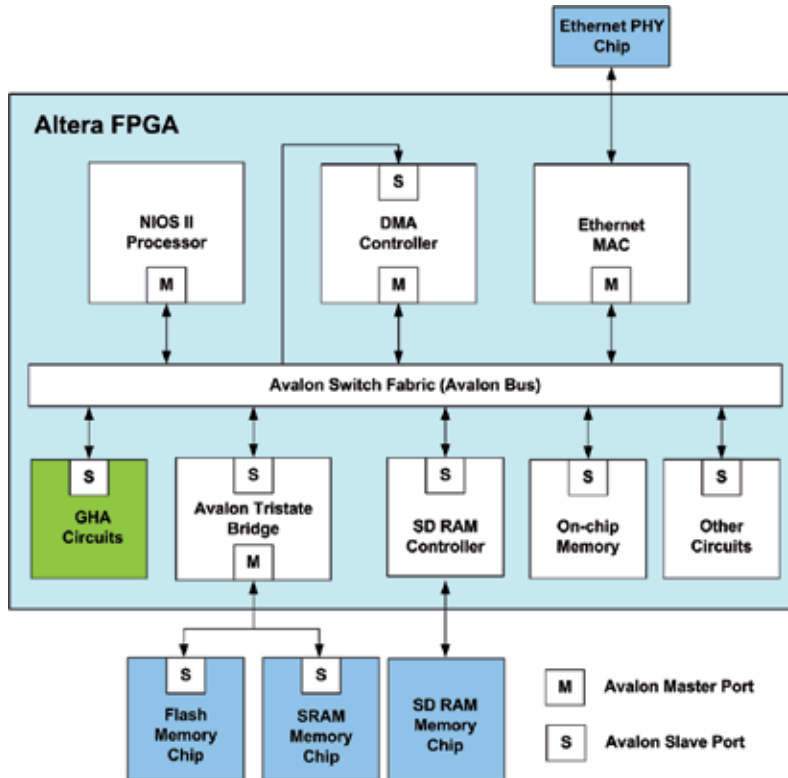 Ethernet PHY
Chip
Altera FPGA
NIOS II
Processor
M
S
DMA
Controller
M
Ethernet
MAC
M
Avalon Switch Fabric (Avalon Bus)
S
GHA
Circuits
S
Avalon Tristate
Bridge
M
S
SD RAM
Controller
S
On-chip
Memory
S
Other
Circuits
S
Flash
Memory
Chip
S
SRAM
Memory
Chip
SD RAM
Memory
Chip
M Avalon Master Port
S Avalon Slave Port